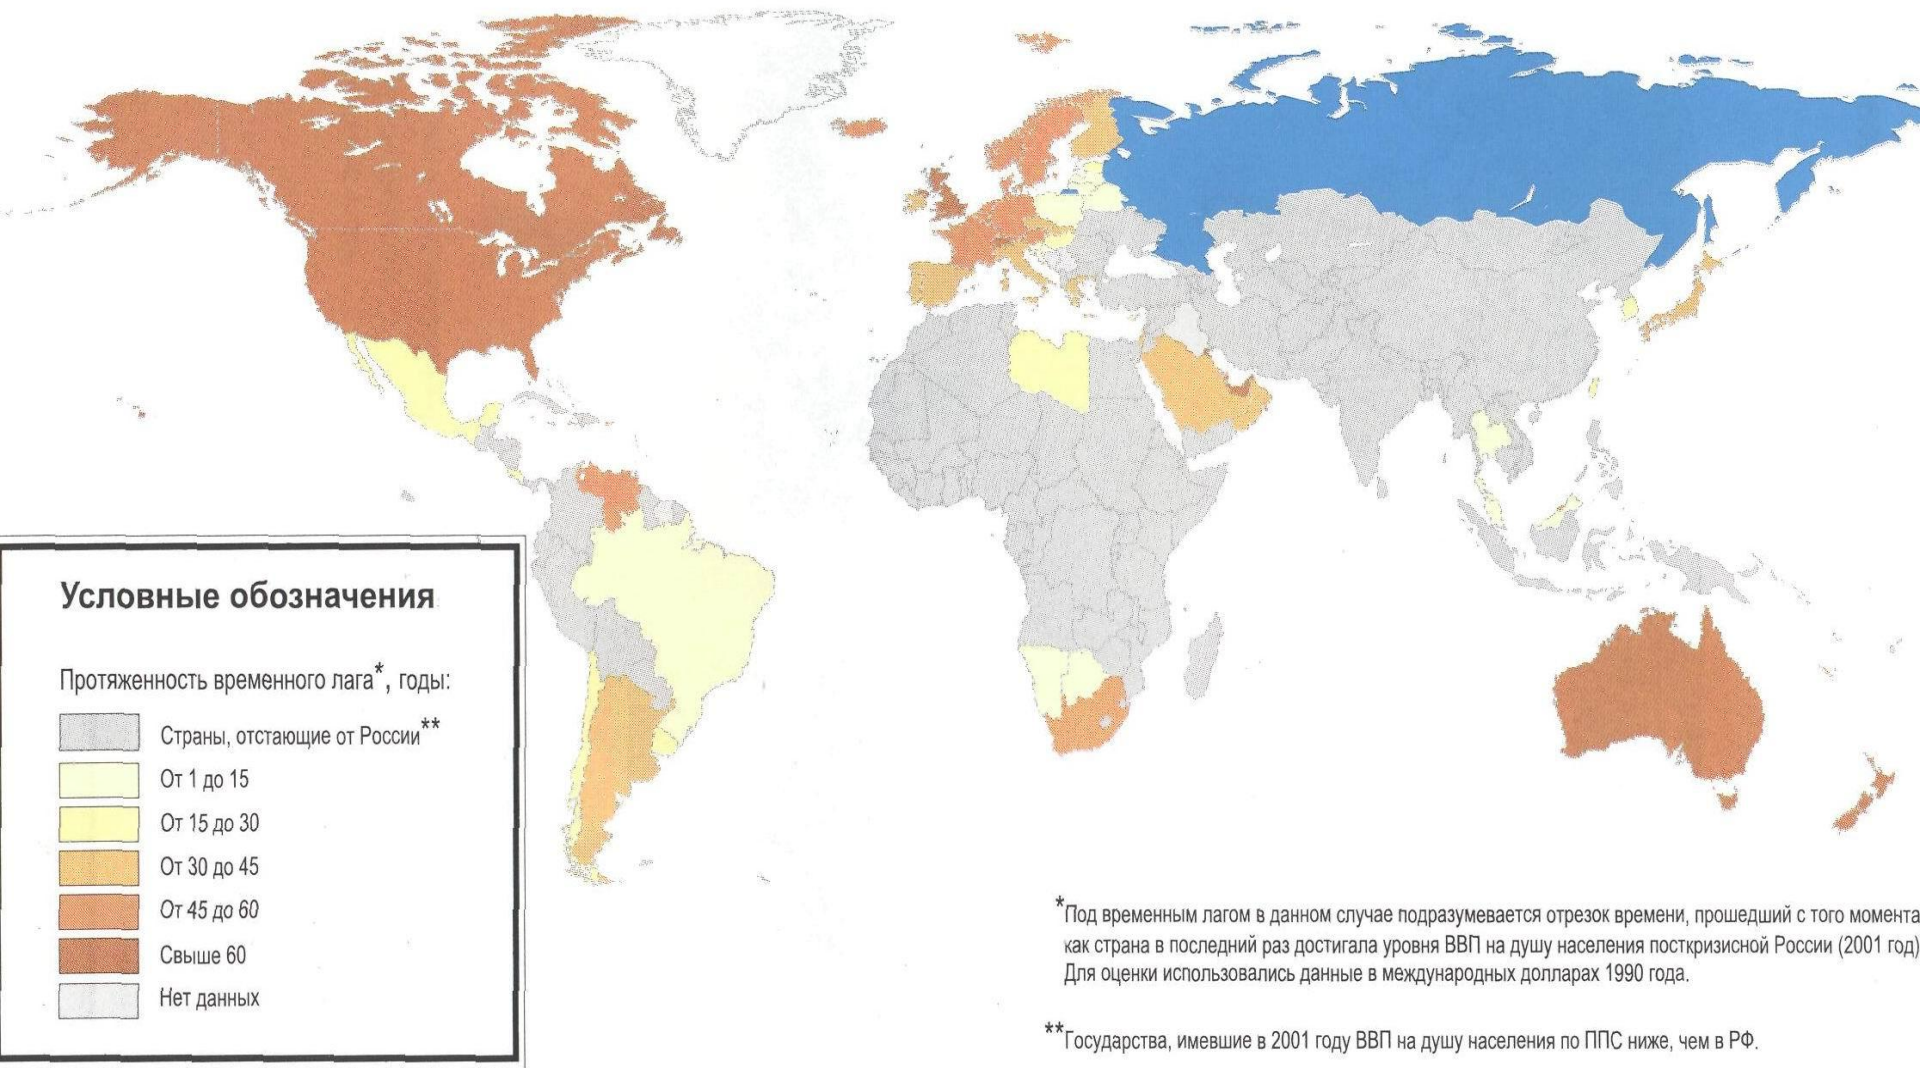 Условные обозначения
Протяженность временного лага*, годы:
Страны, отстающие от России**
От 1 до 15
От 15 до 30
От 30 до 45
От 45 до 60
Свыше 60
Нет данных
*Под временным лагом в данном случае подразумевается отрезок времени, прошедший с того момента
как страна в последний раз достигала уровня ВВП на душу населения посткризисной России (2001 год)
Для оценки использовались данные в международных долларах 1990 года.
**Государства, имевшие в 2001 году ВВП на душу населения по ППС ниже, чем в РФ.